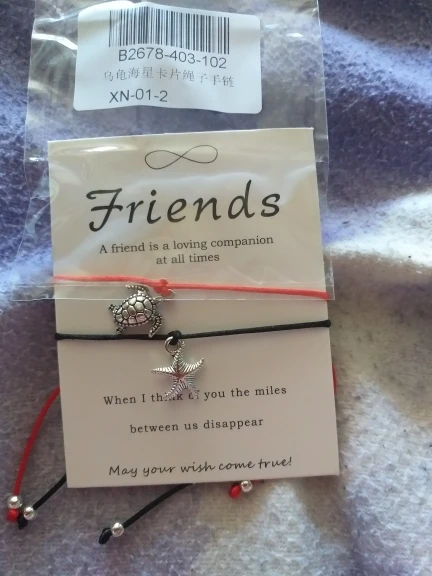 B2678-403-102
乌龟海星卡片绳子手链
XN-01-2
Friends
A friend is a loving companion
at all times
When I think of you the miles
between us disappear
May your wish come true!